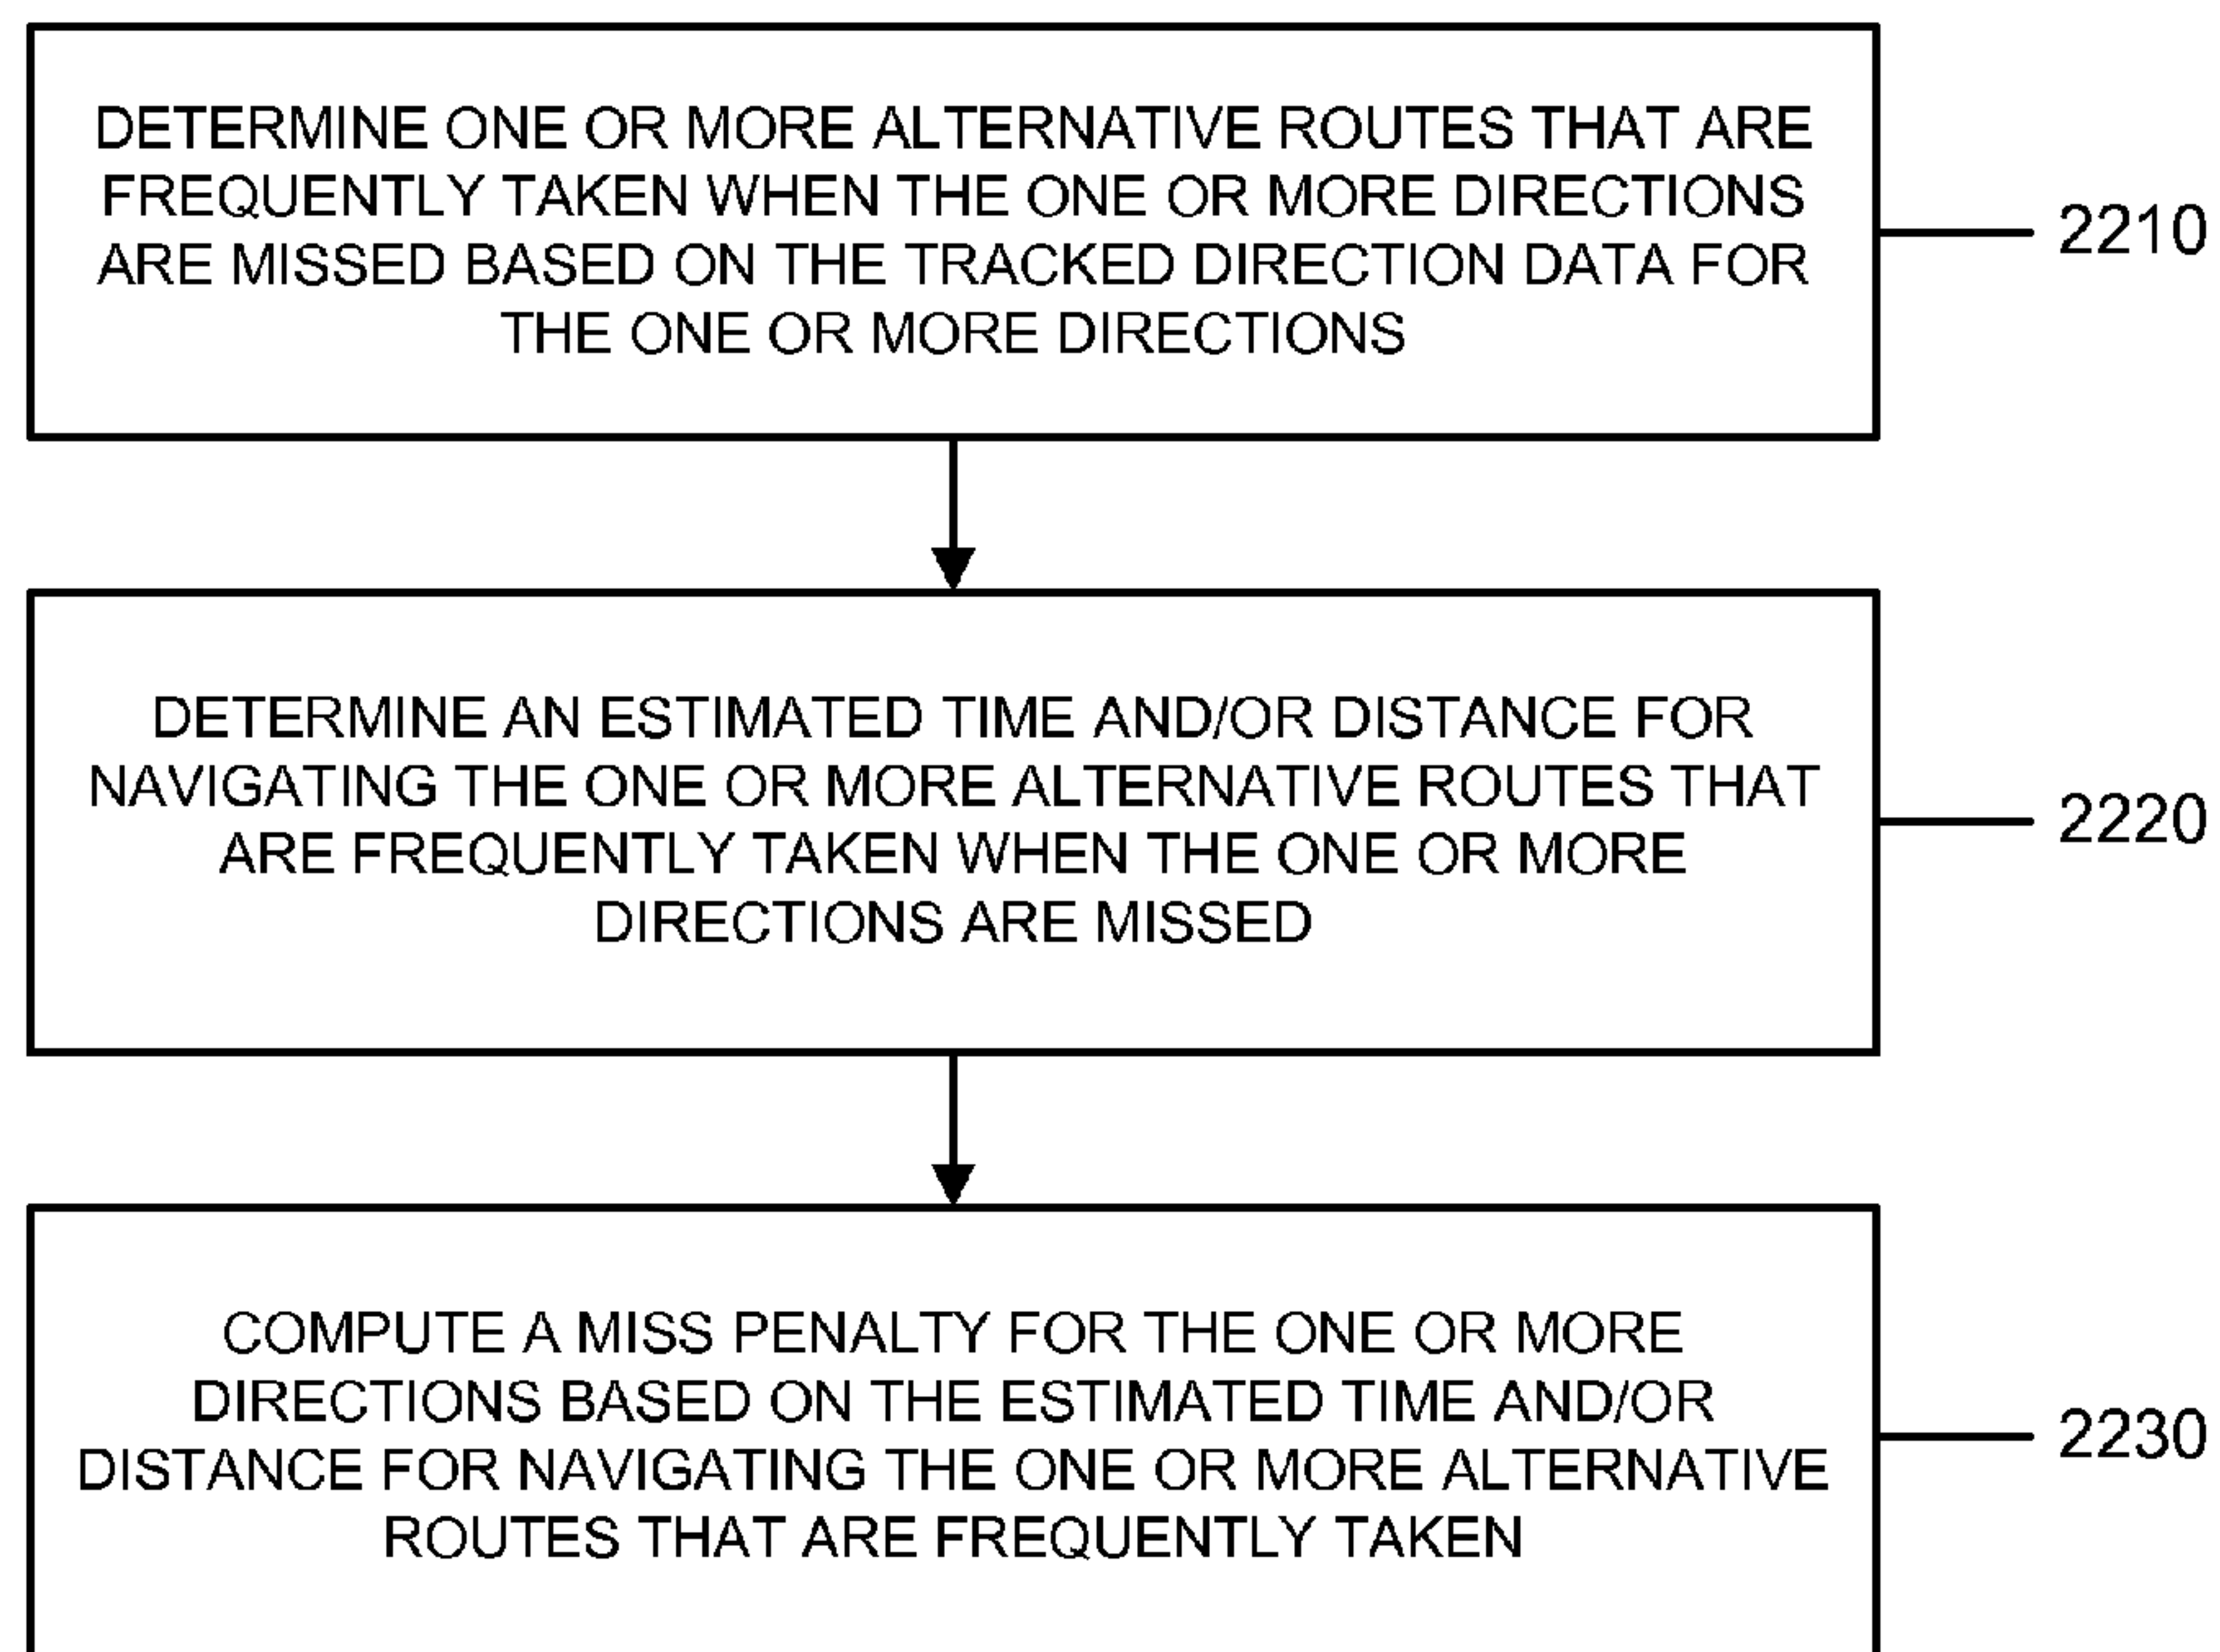 DETERMINE ONE OR MORE ALTERNATIVE ROUTES THAT ARE
FREQUENTLY TAKEN WHEN THE ONE OR MORE DIRECTIONS
ARE MISSED BASED ON THE TRACKED DIRECTION DATA FOR
THE ONE OR MORE DIRECTIONS
2210
DETERMINE AN ESTIMATED TIME AND/OR DISTANCE FOR
NAVIGATING THE ONE OR MORE ALTERNATIVE ROUTES THAT
ARE FREQUENTLY TAKEN WHEN THE ONE OR MORE
DIRECTIONS ARE MISSED
2220
COMPUTE A MISS PENALTY FOR THE ONE OR MORE
DIRECTIONS BASED ON THE ESTIMATED TIME AND/OR
DISTANCE FOR NAVIGATING THE ONE OR MORE ALTERNATIVE
ROUTES THAT ARE FREQUENTLY TAKEN
2230